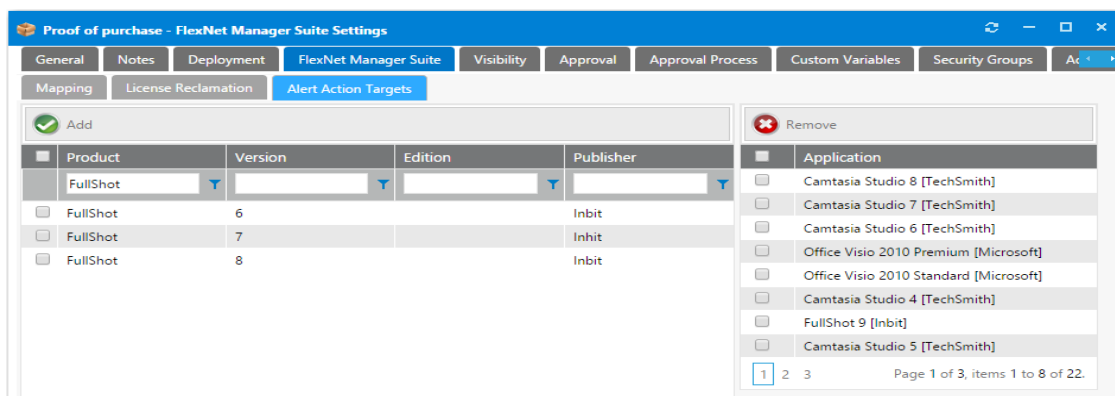 Proof of purchase - FlexNet Manager Suite Settings
General Notes Deployment FlexNet Manager Suite Visibility Approval Approval Process Custom Variables Security Groups
Mapping License Reclamation Alert Action Targets
Add
Product Version Edition Publisher
FullShot
FullShot 6 Inbit
FullShot 7 Inhit
FullShot 8 Inbit
Remove
Application
Camtasia Studio 8 [TechSmith]
Camtasia Studio 7 [TechSmith]
Camtasia Studio 6 [TechSmith]
Office Visio 2010 Premium [Microsoft]
Office Visio 2010 Standard [Microsoft]
Camtasia Studio 4 [TechSmith]
FullShot 9 [Inbit]
Camtasia Studio 5 [TechSmith]
1 2 3 Page 1 of 3, items 1 to 8 of 22.